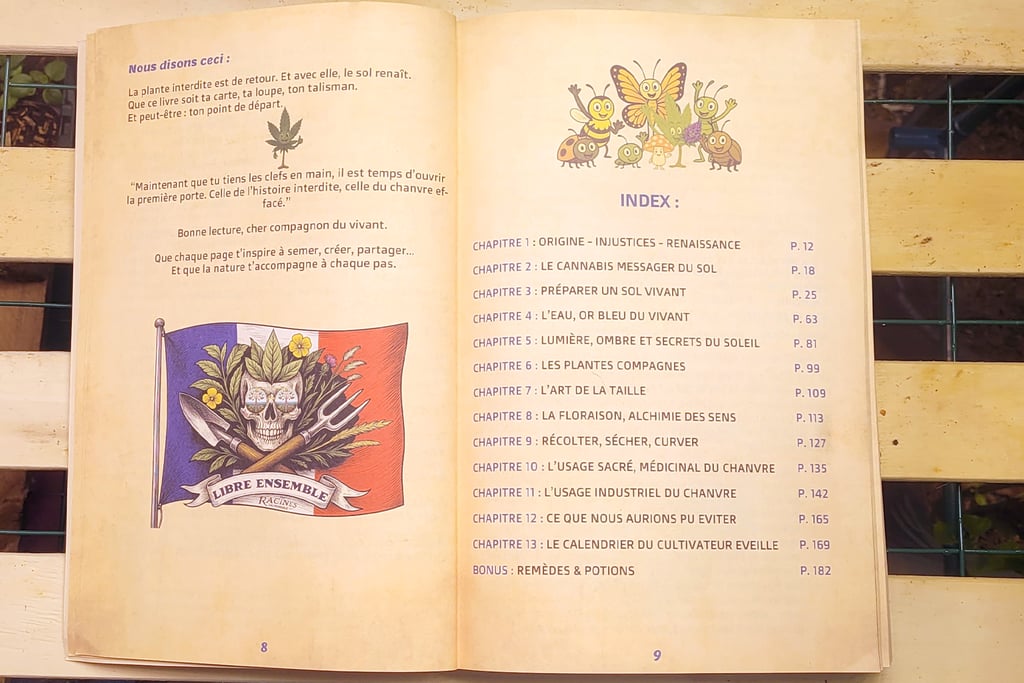 Nous disons ceci :
La plante interdite est de retour. Et avec elle, le sol renaît.
Que ce livre soit ta carte, ta loupe, ton talisman.
Et peut-être : ton point de départ.
“Maintenant que tu tiens les clefs en main, il est temps d’ouvrir
la première porte. Celle de l’histoire interdite, celle du chanvre ef-
facé.”
Bonne lecture, cher compagnon du vivant.
Que chaque page t’inspire à semer, créer, partager...
Et que la nature t’accompagne à chaque pas.
LIBRE ENSEMBLE
RACINES
8
INDEX :
CHAPITRE 1 : ORIGINE - INJUSTICES - RENAISSANCE P. 12
CHAPITRE 2 : LE CANNABIS MESSAGER DU SOL P. 18
CHAPITRE 3 : PRÉPARER UN SOL VIVANT P. 25
CHAPITRE 4 : L’EAU, OR BLEU DU VIVANT P. 63
CHAPITRE 5 : LUMIÈRE, OMBRE ET SECRETS DU SOLEIL P. 81
CHAPITRE 6 : LES PLANTES COMPAGNES P. 99
CHAPITRE 7 : L’ART DE LA TAILLE P. 109
CHAPITRE 8 : LA FLORAISON, ALCHIMIE DES SENS P. 113
CHAPITRE 9 : RÉCOLTER, SÉCHER, CURVER P. 127
CHAPITRE 10 : L’USAGE SACRÉ, MÉDICINAL DU CHANVRE P. 135
CHAPITRE 11 : L’USAGE INDUSTRIEL DU CHANVRE P. 142
CHAPITRE 12 : CE QUE NOUS AURIONS PU EVITER P. 165
CHAPITRE 13 : LE CALENDRIER DU CULTIVATEUR EVEILLE P. 169
BONUS : REMÈDES & POTIONS P. 182
9